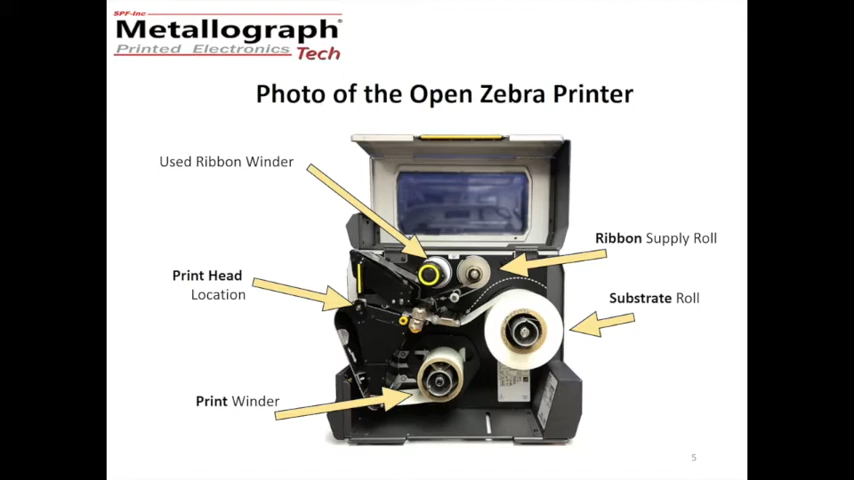 SPF-Inc
Metallograph®
Printed Electronics
Tech
Photo of the Open Zebra Printer
Used Ribbon Winder
Ribbon Supply Roll
Print Head
Location
Substrate Roll
Print Winder
5